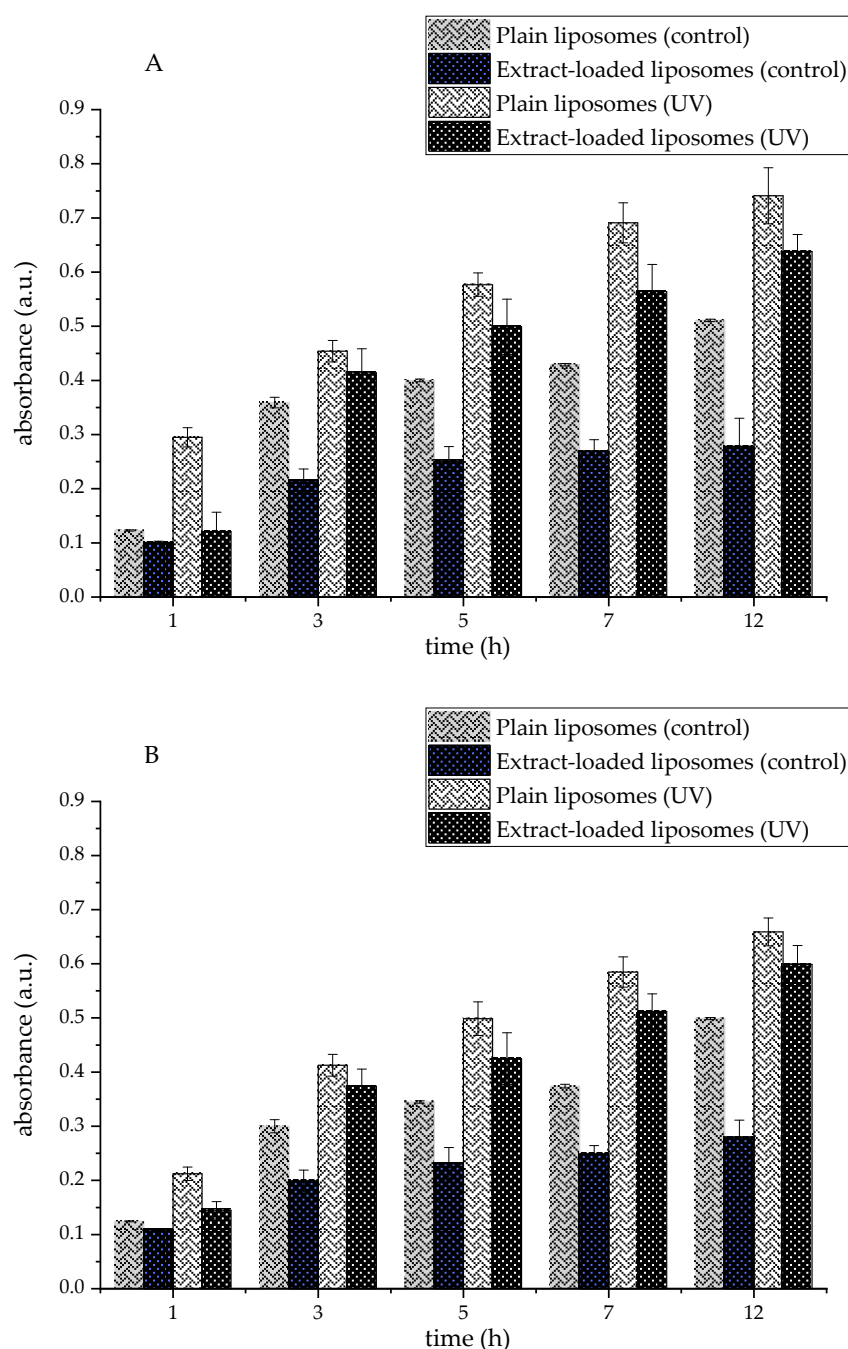 A
Plain liposomes (control)
Extract-loaded liposomes (control)
Plain liposomes (UV)
Extract-loaded liposomes (UV)
0.9
0.8
0.7
0.6
0.5
0.4
0.3
0.2
0.1
0.0
absorbance (a.u.)
1 3 5 7 12
time (h)
B
Plain liposomes (control)
Extract-loaded liposomes (control)
Plain liposomes (UV)
Extract-loaded liposomes (UV)
0.9
0.8
0.7
0.6
0.5
0.4
0.3
0.2
0.1
0.0
absorbance (a.u.)
1 3 5 7 12
time (h)